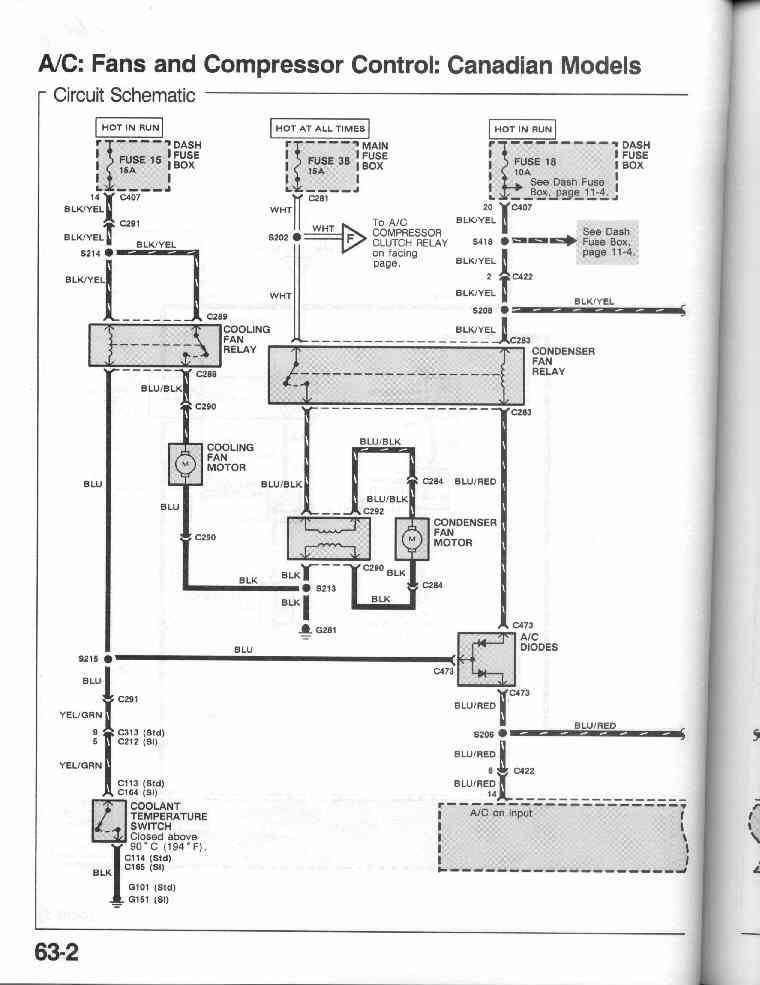 A/C: Fans and Compressor Control: Canadian Models
Circuit Schematic
HOT IN RUN
HOT AT ALL TIMES
HOT IN RUN
FUSE 15
15A
DASH
FUSE
BOX
FUSE 38
15A
MAIN
FUSE
BOX
FUSE 18
10A
See Dash Fuse
Box, page 11-4.
DASH
FUSE
BOX
14
C407
BLK/YEL
C291
BLK/YEL
S214
BLK/YEL
BLK/YEL
C281
WHT
S202
WHT
F
To A/C
COMPRESSOR
CLUTCH RELAY
on facing
page.
WHT
20
C407
BLK/YEL
S418
See Dash
Fuse Box,
page 11-4.
BLK/YEL
2
C422
BLK/YEL
S208
BLK/YEL
BLK/YEL
C289
COOLING
FAN
RELAY
C289
C283
CONDENSER
FAN
RELAY
C283
BLU/BLK
C290
COOLING
FAN
MOTOR
BLU
BLU
C290
BLK
BLU/BLK
BLU/BLK
C284
BLU/RED
BLU/BLK
C292
CONDENSER
FAN
MOTOR
C290
BLK
BLK
C284
S213
BLK
BLK
G281
C473
A/C
DIODES
S215
BLU
C473
BLU
C291
YEL/GRN
9
C313 (Std)
5
C212 (Si)
YEL/GRN
C113 (Std)
C164 (Si)
C473
BLU/RED
S206
BLU/RED
BLU/RED
8
C422
BLU/RED
14
A/C on input
COOLANT
TEMPERATURE
SWITCH
Closed above
90°C (194°F).
C114 (Std)
C165 (Si)
BLK
G101 (Std)
G151 (Si)
63-2